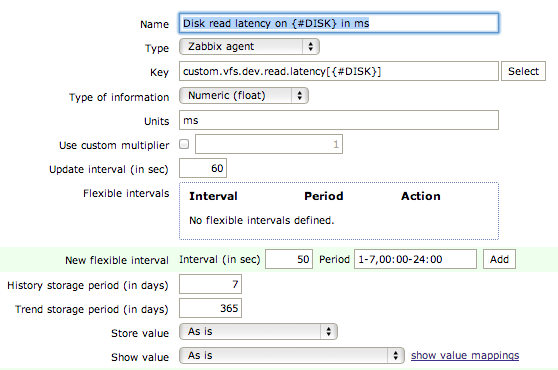 Name Disk read latency on {#DISK} in ms
Type Zabbix agent
Key custom.vfs.dev.read.latency[{#DISK}] Select
Type of information Numeric (float)
Units ms
Use custom multiplier 1
Update interval (in sec) 60
Flexible intervals Interval Period Action
No flexible intervals defined.
New flexible interval Interval (in sec) 50 Period 1-7,00:00-24:00 Add
History storage period (in days) 7
Trend storage period (in days) 365
Store value As is
Show value As is show value mappings